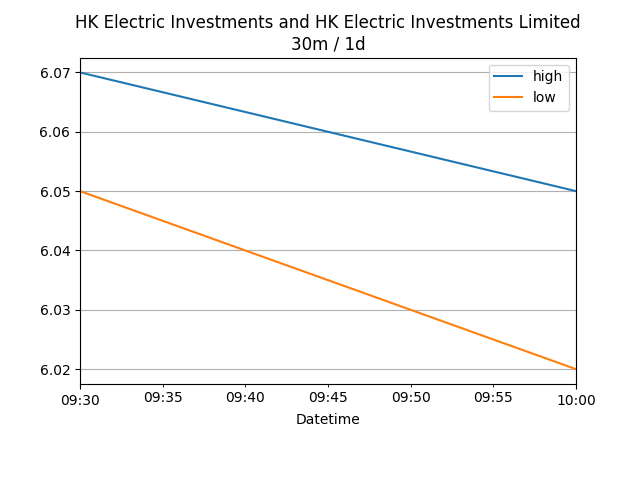 HK Electric Investments and HK Electric Investments Limited
30m / 1d
high
low
6.07
6.06
6.05
6.04
6.03
6.02
09:30 09:35 09:40 09:45 09:50 09:55 10:00
Datetime